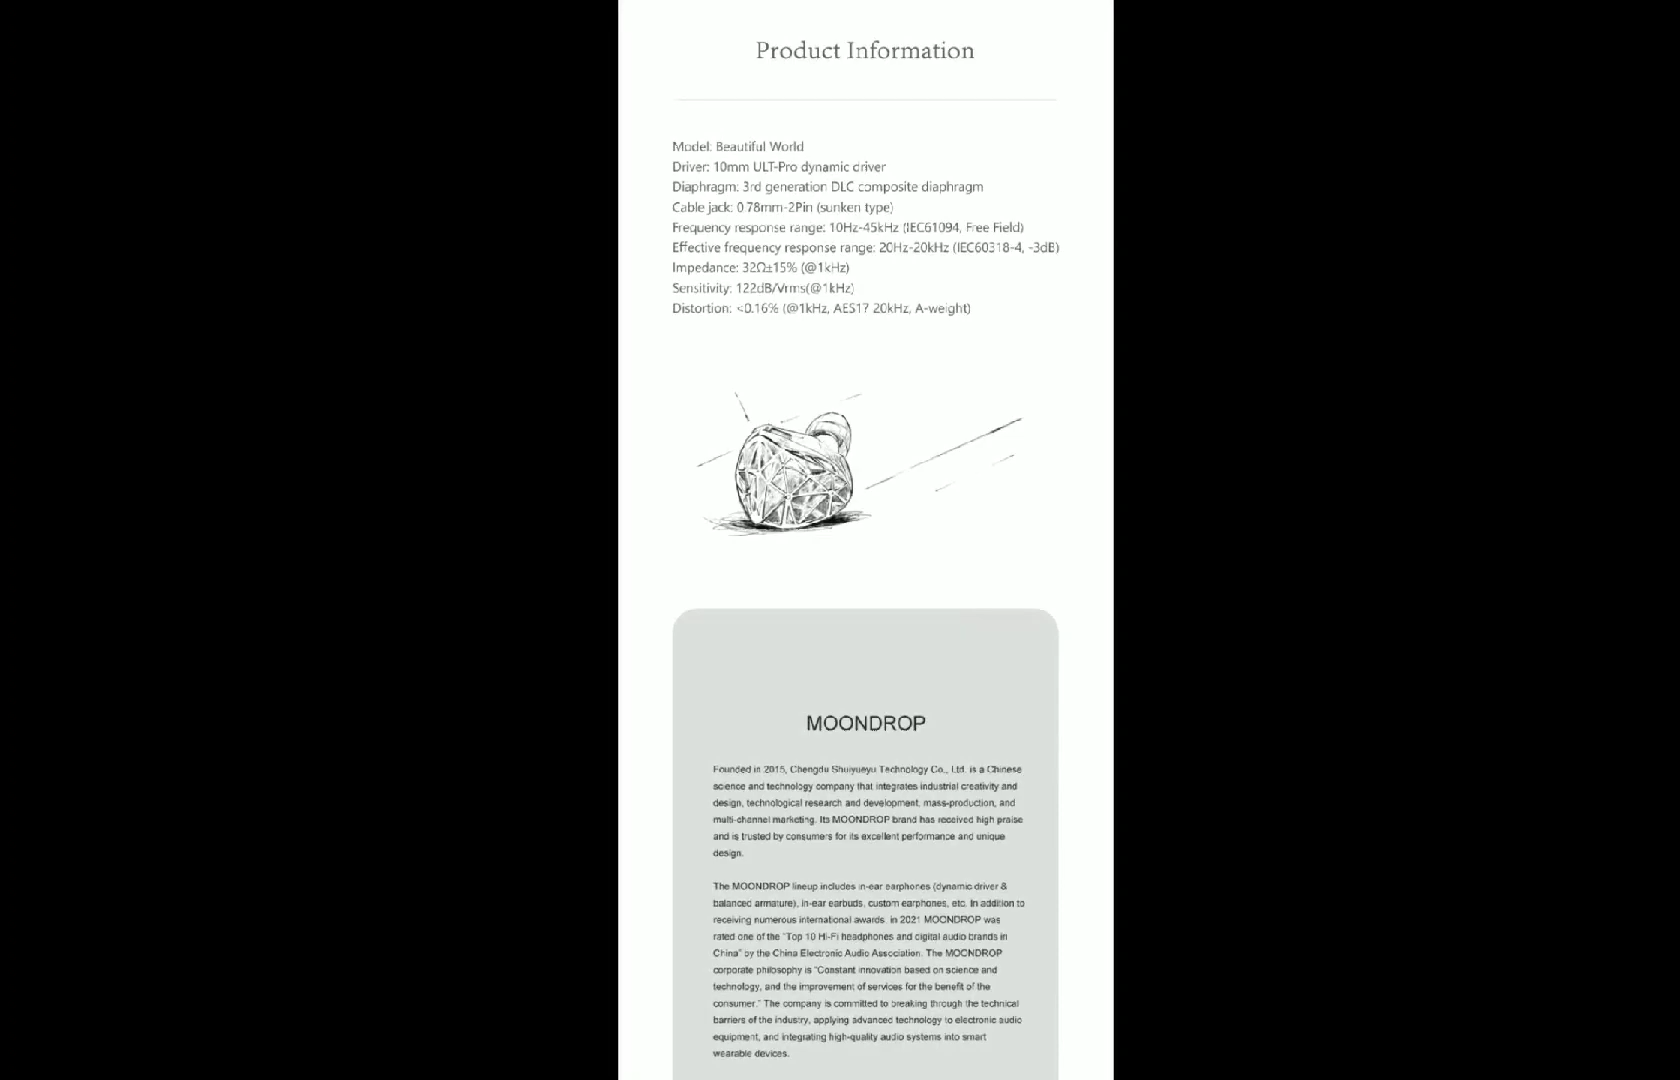 Product Information
Model: Beautiful World
Driver: 10mm ULT-Pro dynamic driver
Diaphragm: 3rd generation DLC composite diaphragm
Cable jack: 0.78mm-2Pin (sunken type)
Frequency response range: 10Hz-45kHz (IEC61094, Free Field)
Effective frequency response range: 20Hz-20kHz (IEC60318-4, -3dB)
Impedance: 32Ω±15% (@1kHz)
Sensitivity: 122dB/Vrms(@1kHz)
Distortion: <0.16% (@1kHz, AES17 20kHz, A-weight)
MOONDROP
Founded in 2015, Chengdu Shuiyueyu Technology Co., Ltd. is a Chinese
science and technology company that integrates industrial creativity and
design, technological research and development, mass-production, and
multi-channel marketing. Its MOONDROP brand has received high praise
and is trusted by consumers for its excellent performance and unique
design.
The MOONDROP lineup includes in-ear earphones (dynamic driver &
balanced armature), in-ear earbuds, custom earphones, etc. In addition to
receiving numerous international awards, in 2021 MOONDROP was
rated one of the "Top 10 Hi-Fi headphones and digital audio brands in
China" by the China Electronic Audio Association. The MOONDROP
corporate philosophy is "Constant innovation based on science and
technology, and the improvement of services for the benefit of the
consumer." The company is committed to breaking through the technical
barriers of the industry, applying advanced technology to electronic audio
equipment, and integrating high-quality audio systems into smart
wearable devices.